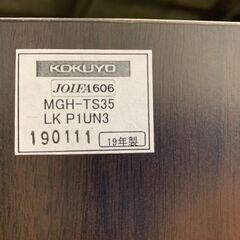 KOKUYO
JOIFA606
MGH-TS35
LK P1UN3
190111
19年製